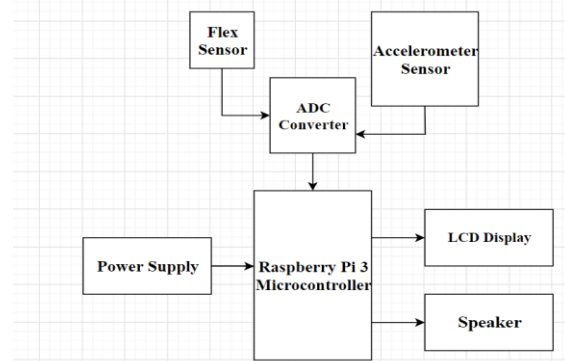 Flex
Sensor
Accelerometer
Sensor
ADC
Converter
Power Supply
Raspberry Pi 3
Microcontroller
LCD Display
Speaker